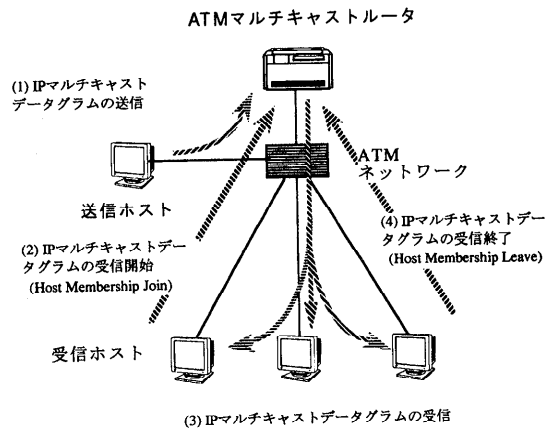 ATMマルチキャストルータ
(1) IPマルチキャスト
データグラムの送信
ATM
ネットワーク
送信ホスト
(2) IPマルチキャストデー
タグラムの受信開始
(Host Membership Join)
(4) IPマルチキャストデー
タグラムの受信終了
(Host Membership Leave)
受信ホスト
(3) IPマルチキャストデータグラムの受信